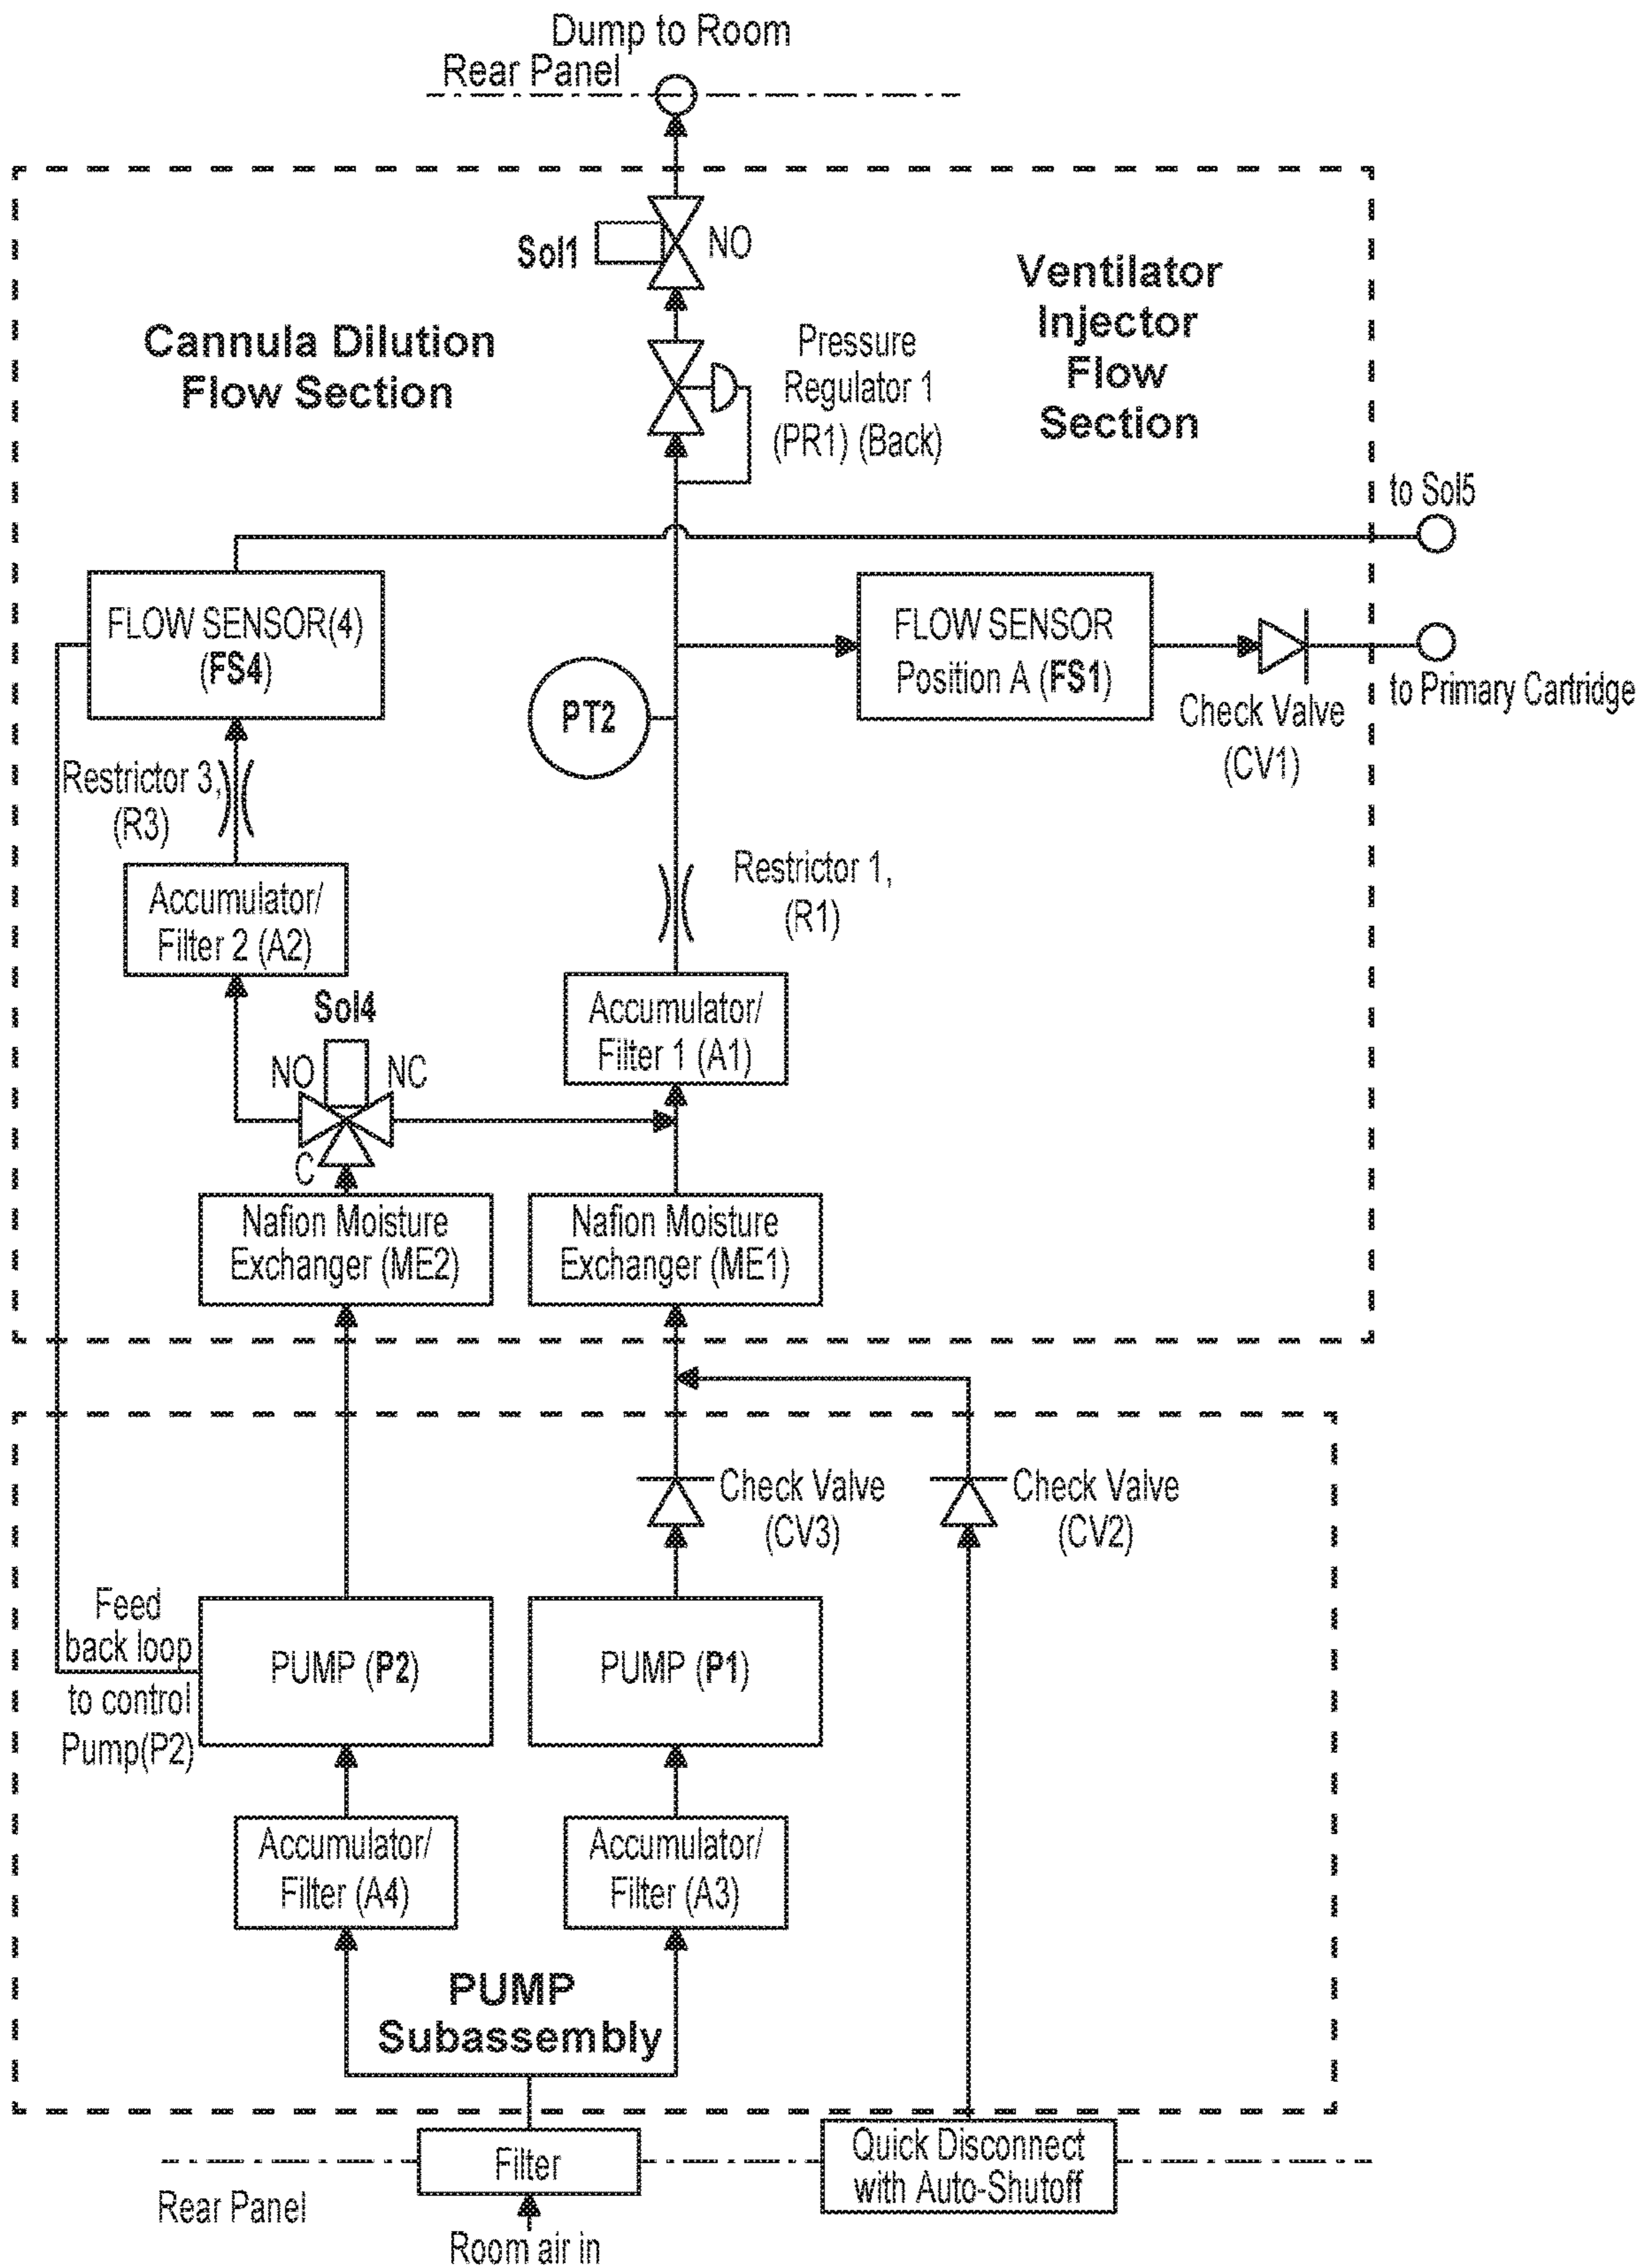 Dump to Room
Rear Panel
Sol1
NO
Ventilator
Injector
Flow
Section
Cannula Dilution
Flow Section
Pressure
Regulator 1
(PR1) (Back)
to Sol5
FLOW SENSOR(4)
(FS4)
FLOW SENSOR
Position A (FS1)
to Primary Cartridge
Check Valve
(CV1)
PT2
Restrictor 3,
(R3)
Restrictor 1,
(R1)
Accumulator/
Filter 2 (A2)
Sol4
NO
NC
C
Accumulator/
Filter 1 (A1)
Nafion Moisture
Exchanger (ME2)
Nafion Moisture
Exchanger (ME1)
Check Valve
(CV3)
Check Valve
(CV2)
Feed
back loop
to control
Pump(P2)
PUMP (P2)
PUMP (P1)
Accumulator/
Filter (A4)
Accumulator/
Filter (A3)
PUMP
Subassembly
Filter
Quick Disconnect
with Auto-Shutoff
Rear Panel
Room air in